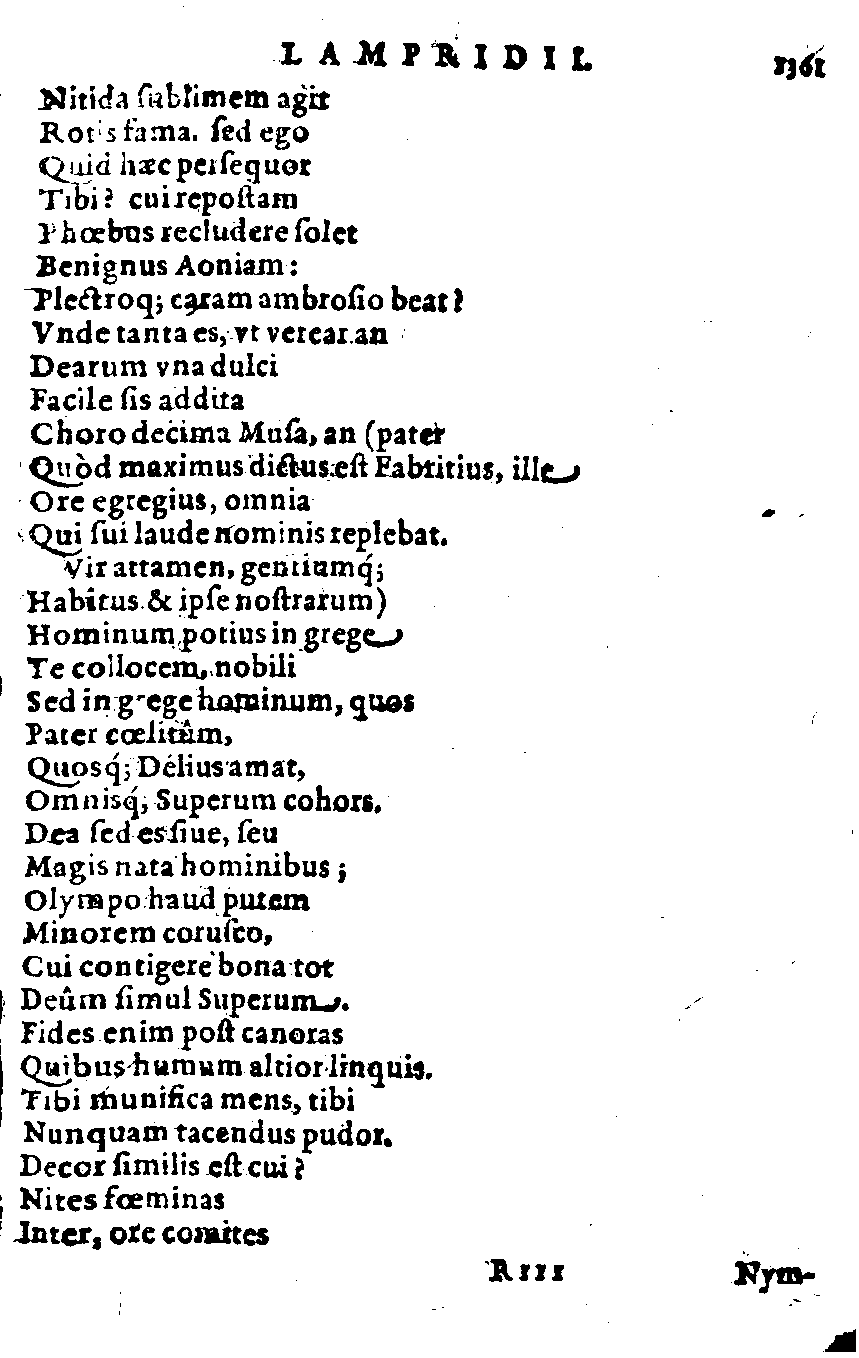 LAMPRIDII. 1361
Nitida ſublimem agit
Rotis fama. ſed ego
Quid hæc perſequor
Tibi? cui repoſtam
Phœbus recludere ſolet
Benignus Aoniam:
Plectroq; caram ambroſio beat?
Vnde tanta es, vt verear an
Dearum vna dulci
Facile ſis addita
Choro decima Muſa, an (pater
Quòd maximus dictus eſt Fabritius, ille
Ore egregius, omnia
Qui ſui laude nominis replebat.
Vir attamen, gentiumq́;
Habitus & ipſe noſtrarum)
Hominum potius in grege
Te collocem, nobili
Sed in grege hominum, quos
Pater cœlitûm,
Quosq́; Délius amat,
Omnisq́; Superum cohors.
Dea ſed es ſiue, ſeu
Magis nata hominibus;
Olympo haud putem
Minorem coruſco,
Cui contigere bona tot
Deûm ſimul Superum.
Fides enim poſt canoras
Quibus humum altior linquis.
Tibi munifica mens, tibi
Nunquam tacendus pudor.
Decor ſimilis eſt cui?
Nites fœminas
Inter, ore comites
Rııı Nym-